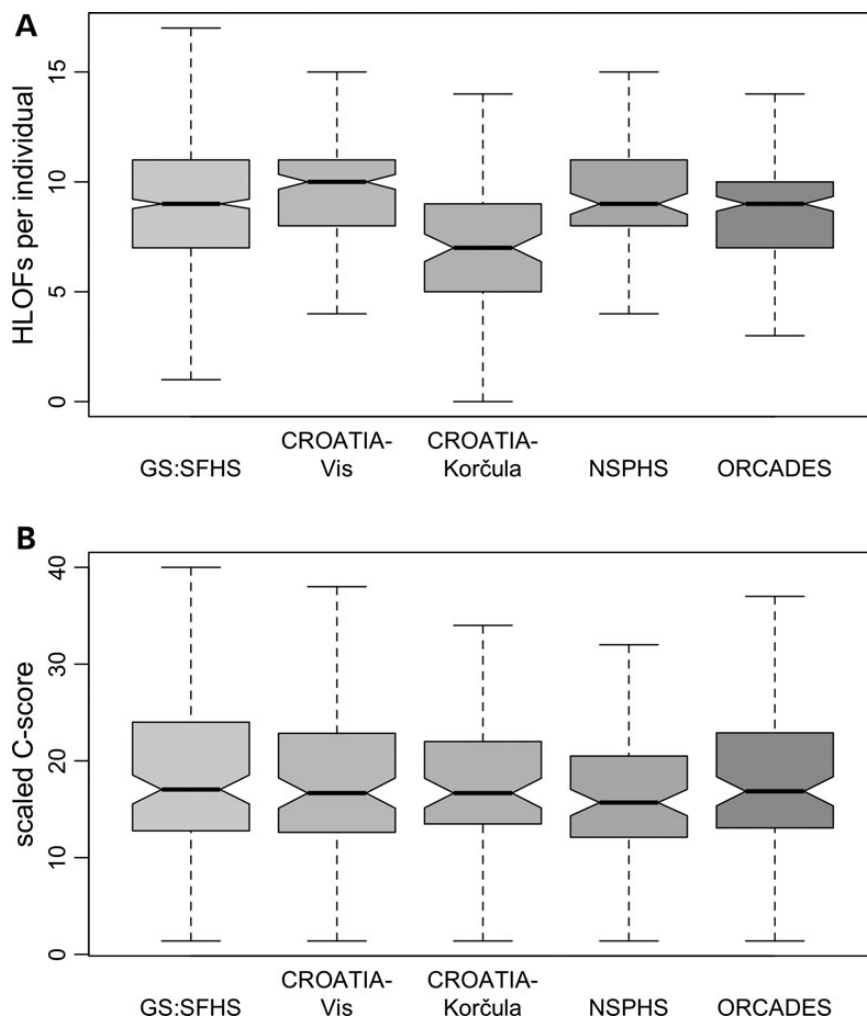 A
HLOFs per individual
15
10
5
0
GS:SFHS
CROATIA-
Vis
CROATIA-
Korčula
NSPHS
ORCADES
B
scaled C-score
40
30
20
10
0
GS:SFHS
CROATIA-
Vis
CROATIA-
Korčula
NSPHS
ORCADES